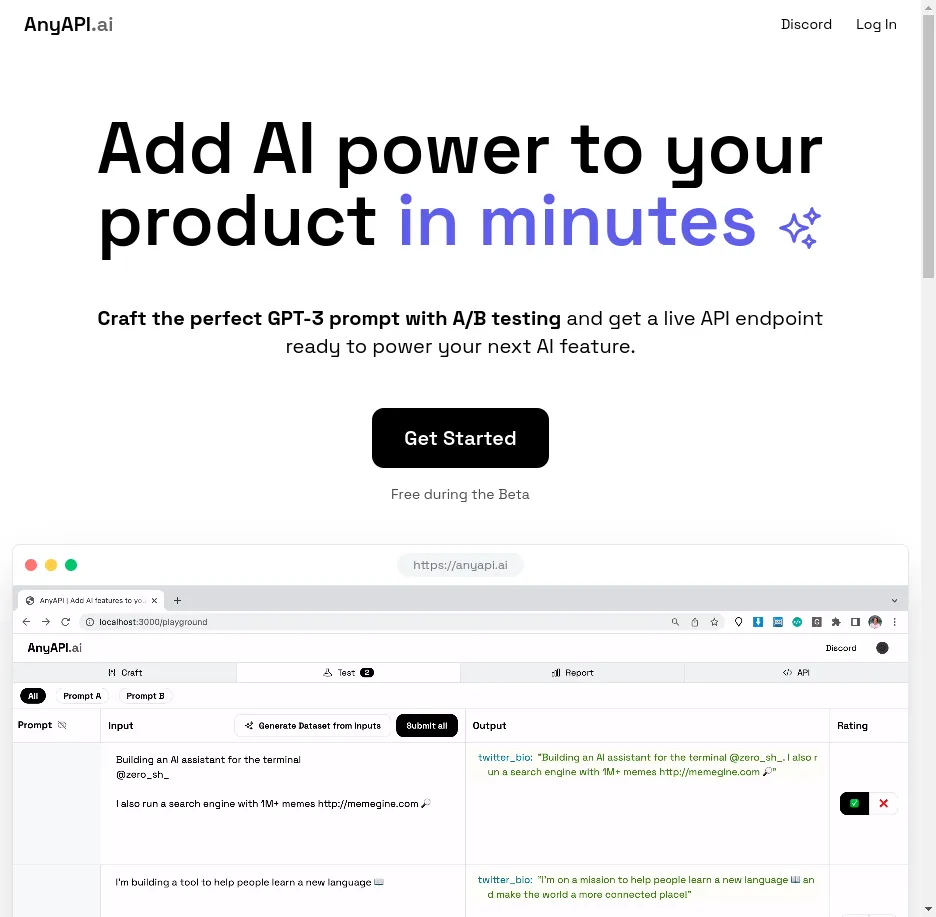 AnyAPI.ai
Discord
Log In
Add AI power to your
product in minutes
Craft the perfect GPT-3 prompt with A/B testing and get a live API endpoint
ready to power your next AI feature.
Get Started
Free during the Beta
https://anyapi.ai
AnyAPI | Add AI features to yo...
localhost:3000/playground
AnyAPI.ai
Discord
Craft
Test 2
Report
API
All
Prompt A
Prompt B
Prompt
Input
Generate Dataset from Inputs
Submit all
Output
Rating
Building an AI assistant for the terminal
@zero_sh_
I also run a search engine with 1M+ memes http://memegine.com 🔎
twitter_bio: "Building an AI assistant for the terminal @zero_sh_. I also r
un a search engine with 1M+ memes http://memegine.com 🔎"
I'm building a tool to help people learn a new language 📖
twitter_bio: "I'm on a mission to help people learn a new language 📖 an
d make the world a more connected place!"